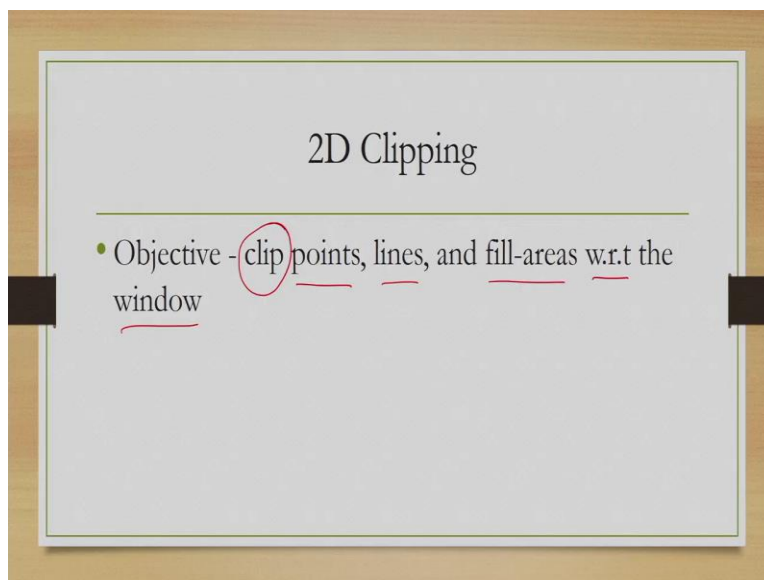 2D Clipping
• Objective - clip points, lines, and fill-areas w.r.t the
window